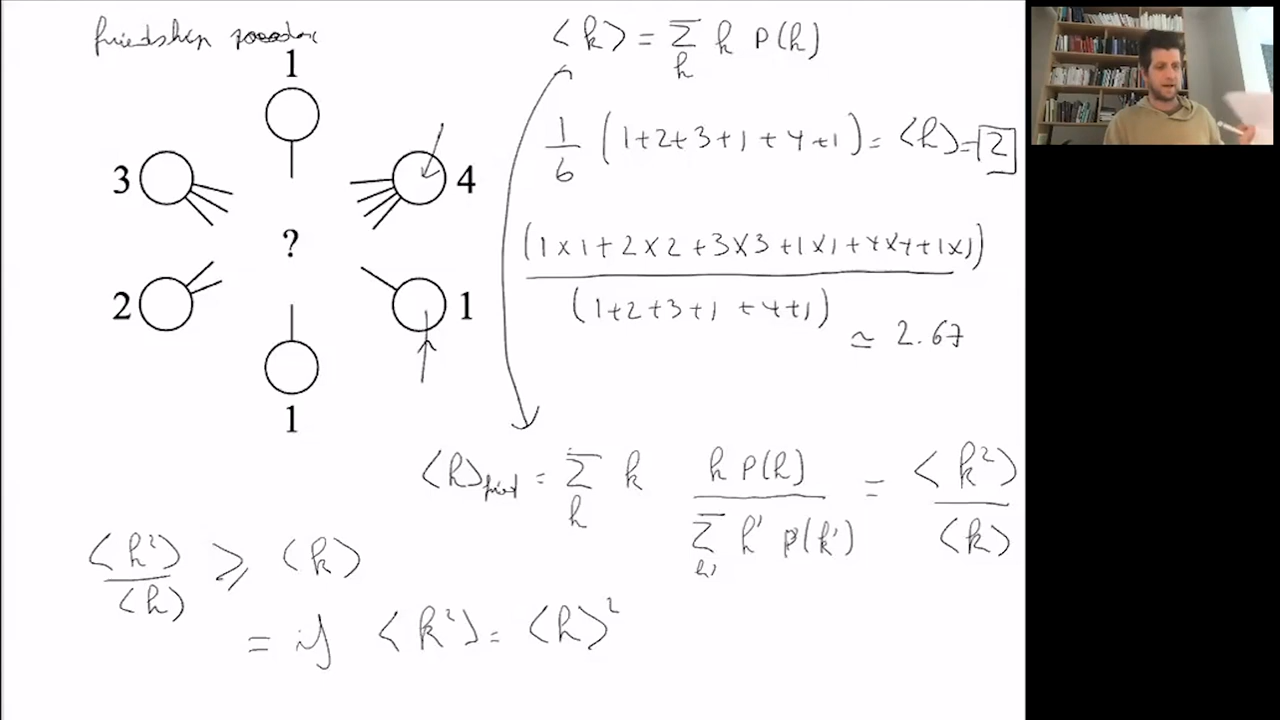 friendship paradox
1
3
4
?
2
1
1
⟨k⟩ = Σ_k k P(k)
1/6 (1+2+3+1+4+1) = ⟨k⟩ = 2
(1×1+2×2+3×3+1×1+4×4+1×1)
(1+2+3+1+4+1)
≃ 2.67
⟨k⟩ = Σ_k k k P(k) / Σ_k' k' P(k') = ⟨k²⟩ / ⟨k⟩
⟨k²⟩ / ⟨k⟩ ⩾ ⟨k⟩
= if ⟨k²⟩ = ⟨k⟩²